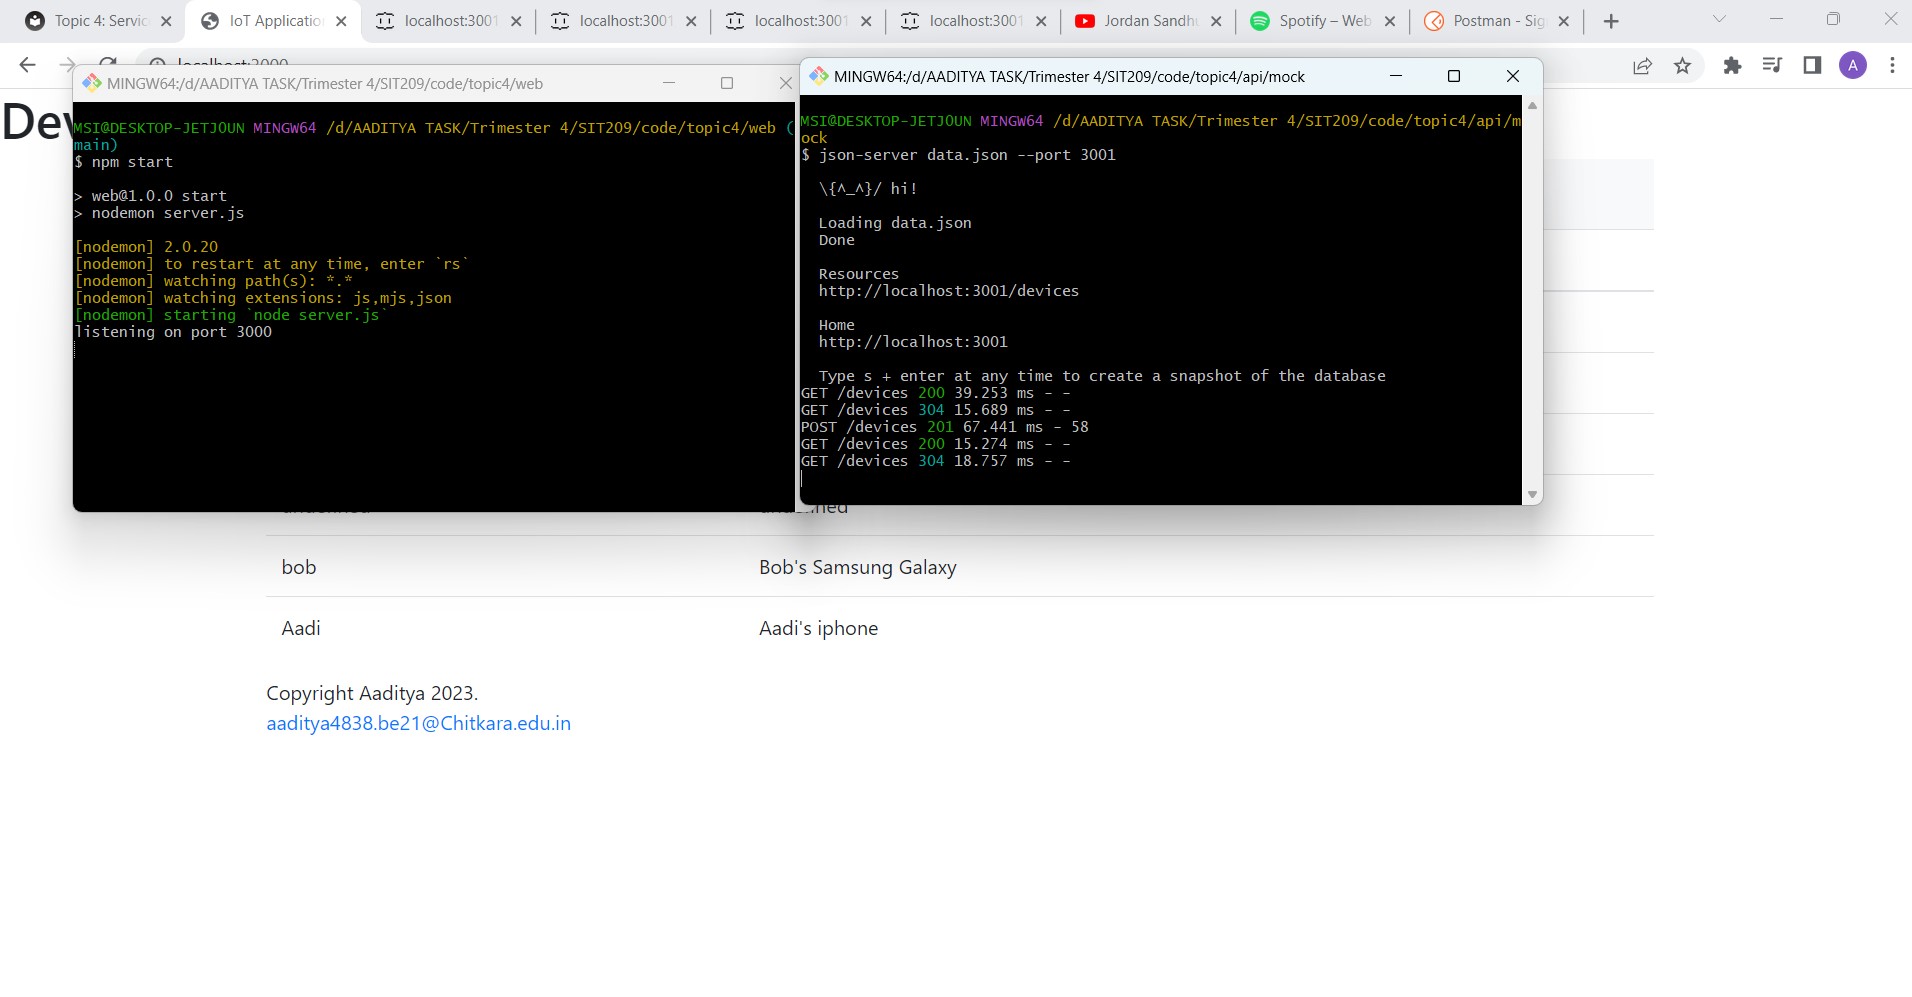 Topic 4: Servic
IoT Application
localhost:3001
localhost:3001
localhost:3001
localhost:3001
Jordan Sandhu
Spotify – Web
Postman - Sig
localhost:3000
A
Dev
MINGW64:/d/AADITYA TASK/Trimester 4/SIT209/code/topic4/web
MSI@DESKTOP-JETJOUN MINGW64 /d/AADITYA TASK/Trimester 4/SIT209/code/topic4/web (
main)
$ npm start
> web@1.0.0 start
> nodemon server.js
[nodemon] 2.0.20
[nodemon] to restart at any time, enter `rs`
[nodemon] watching path(s): *.*
[nodemon] watching extensions: js,mjs,json
[nodemon] starting `node server.js`
listening on port 3000
MINGW64:/d/AADITYA TASK/Trimester 4/SIT209/code/topic4/api/mock
MSI@DESKTOP-JETJOUN MINGW64 /d/AADITYA TASK/Trimester 4/SIT209/code/topic4/api/m
ock
$ json-server data.json --port 3001
\{^_^}/ hi!
Loading data.json
Done
Resources
http://localhost:3001/devices
Home
http://localhost:3001
Type s + enter at any time to create a snapshot of the database
GET /devices 200 39.253 ms - -
GET /devices 304 15.689 ms - -
POST /devices 201 67.441 ms - 58
GET /devices 200 15.274 ms - -
GET /devices 304 18.757 ms - -
bob Bob's Samsung Galaxy
Aadi Aadi's iphone
Copyright Aaditya 2023.
aaditya4838.be21@Chitkara.edu.in